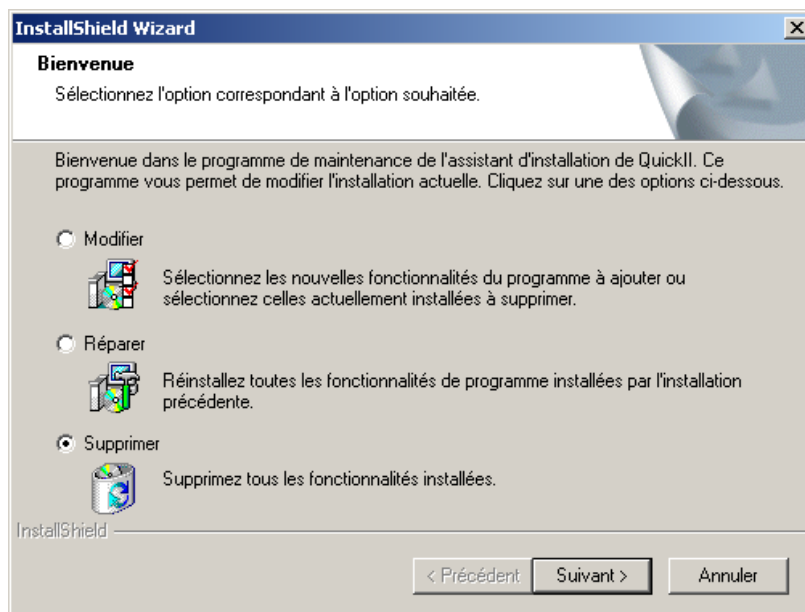 InstallShield Wizard
Bienvenue
Sélectionnez l'option correspondant à l'option souhaitée.
Bienvenue dans le programme de maintenance de l'assistant d'installation de QuickII. Ce
programme vous permet de modifier l'installation actuelle. Cliquez sur une des options ci-dessous.
Modifier
Sélectionnez les nouvelles fonctionnalités du programme à ajouter ou
sélectionnez celles actuellement installées à supprimer.
Réparer
Réinstallez toutes les fonctionnalités de programme installées par l'installation
précédente.
Supprimer
Supprimez tous les fonctionnalités installées.
InstallShield
< Précédent Suivant > Annuler